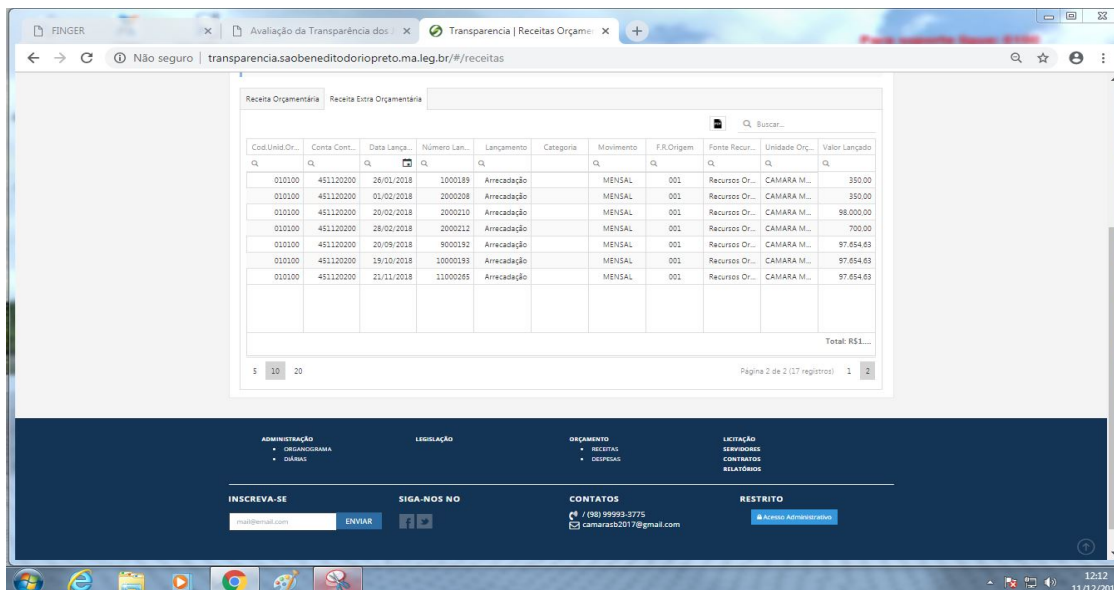 FINGER
Avaliação da Transparência dos
Transparencia | Receitas Orçame
Não seguro | transparencia.saobeneditodoriopreto.ma.leg.br/#/receitas
Receita Orçamentária Receita Extra Orçamentária
Buscar...
Cod.Unid.Or... Conta Cont... Data Lança... Número Lan... Lançamento Categoria Movimento F.R.Origem Fonte Recur... Unidade Orç... Valor Lançado
010100 451120200 26/01/2018 1000189 Arrecadação MENSAL 001 Recursos Or... CAMARA M... 350,00
010100 451120200 01/02/2018 2000208 Arrecadação MENSAL 001 Recursos Or... CAMARA M... 350,00
010100 451120200 20/02/2018 2000210 Arrecadação MENSAL 001 Recursos Or... CAMARA M... 98.000,00
010100 451120200 28/02/2018 2000212 Arrecadação MENSAL 001 Recursos Or... CAMARA M... 700,00
010100 451120200 20/09/2018 9000192 Arrecadação MENSAL 001 Recursos Or... CAMARA M... 97.654,63
010100 451120200 19/10/2018 10000193 Arrecadação MENSAL 001 Recursos Or... CAMARA M... 97.654,63
010100 451120200 21/11/2018 11000265 Arrecadação MENSAL 001 Recursos Or... CAMARA M... 97.654,63
Total: R$1....
5 10 20 Página 2 de 2 (17 registros) 1 2
ADMINISTRAÇÃO LEGISLAÇÃO ORÇAMENTO LICITAÇÃO
• ORGANOGRAMA • RECEITAS SERVIDORES
• DIÁRIAS • DESPESAS CONTRATOS
RELATÓRIOS
INSCREVA-SE SIGA-NOS NO CONTATOS RESTRITO
mail@email.com ENVIAR / (98) 99993-3775 Acesso Administrativo
camarasb2017@gmail.com
12:12
11/12/201